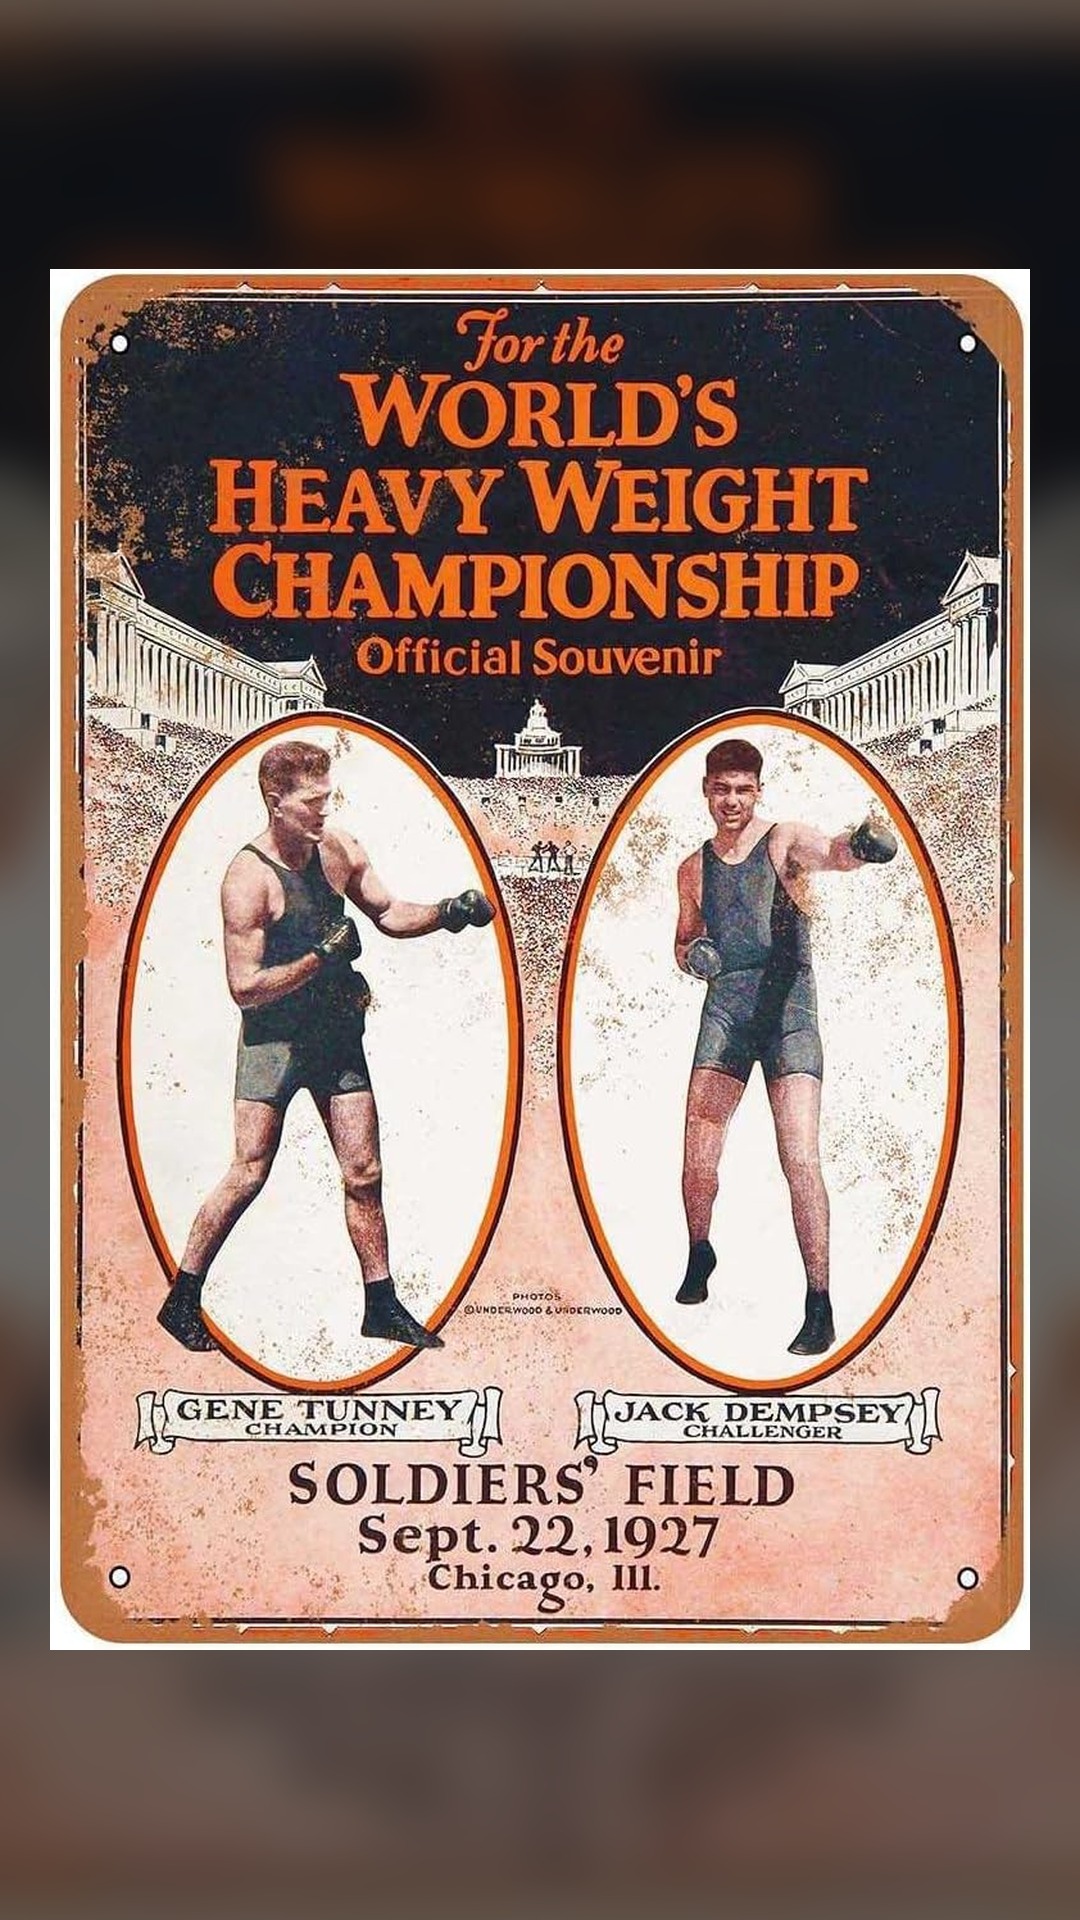 For the
WORLD'S
HEAVY WEIGHT
CHAMPIONSHIP
Official Souvenir
PHOTOS
©UNDERWOOD & UNDERWOOD
GENE TUNNEY
CHAMPION
JACK DEMPSEY
CHALLENGER
SOLDIERS' FIELD
Sept. 22, 1927
Chicago, Ill.